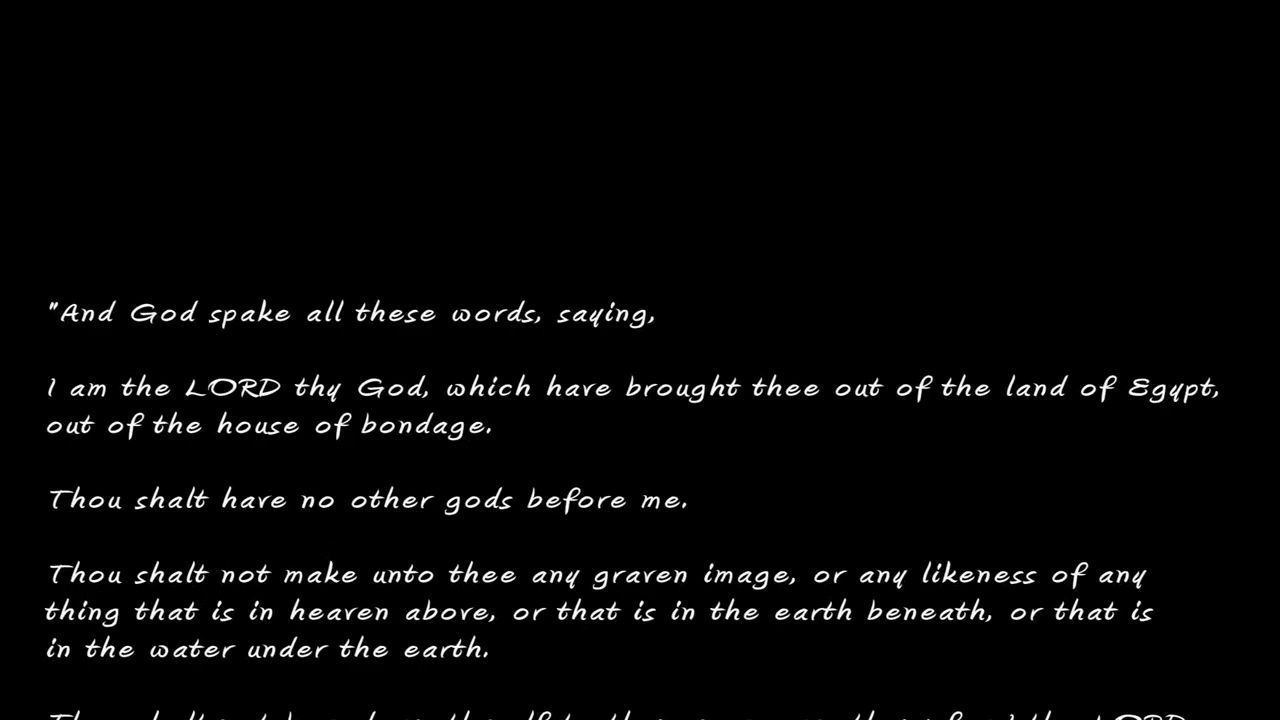 "And God spake all these words, saying,
I am the LORD thy God, which have brought thee out of the land of Egypt,
out of the house of bondage.
Thou shalt have no other gods before me.
Thou shalt not make unto thee any graven image, or any likeness of any
thing that is in heaven above, or that is in the earth beneath, or that is
in the water under the earth.